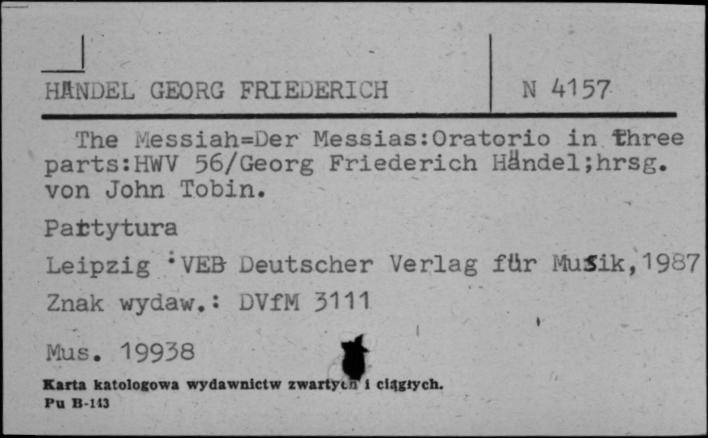 HÄNDEL GEORG FRIEDERICH N 4157
The Messiah=Der Messias:Oratorio in three
parts:HWV 56/Georg Friederich Händel;hrsg.
von John Tobin.
Partytura
Leipzig :VEB Deutscher Verlag für Musik,1987
Znak wydaw.: DVfM 3111
Mus. 19938
Karta katologowa wydawnictw zwartych i ciągłych.
Pu B-143